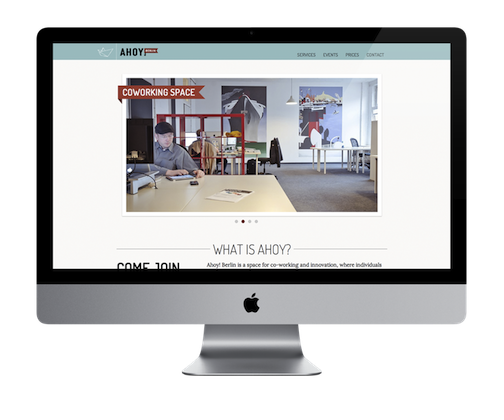 AHOY! BERLIN
SERVICES EVENTS PRICES CONTACT
COWORKING SPACE
WHAT IS AHOY?
COME JOIN
Ahoy! Berlin is a space for co-working and innovation, where individuals